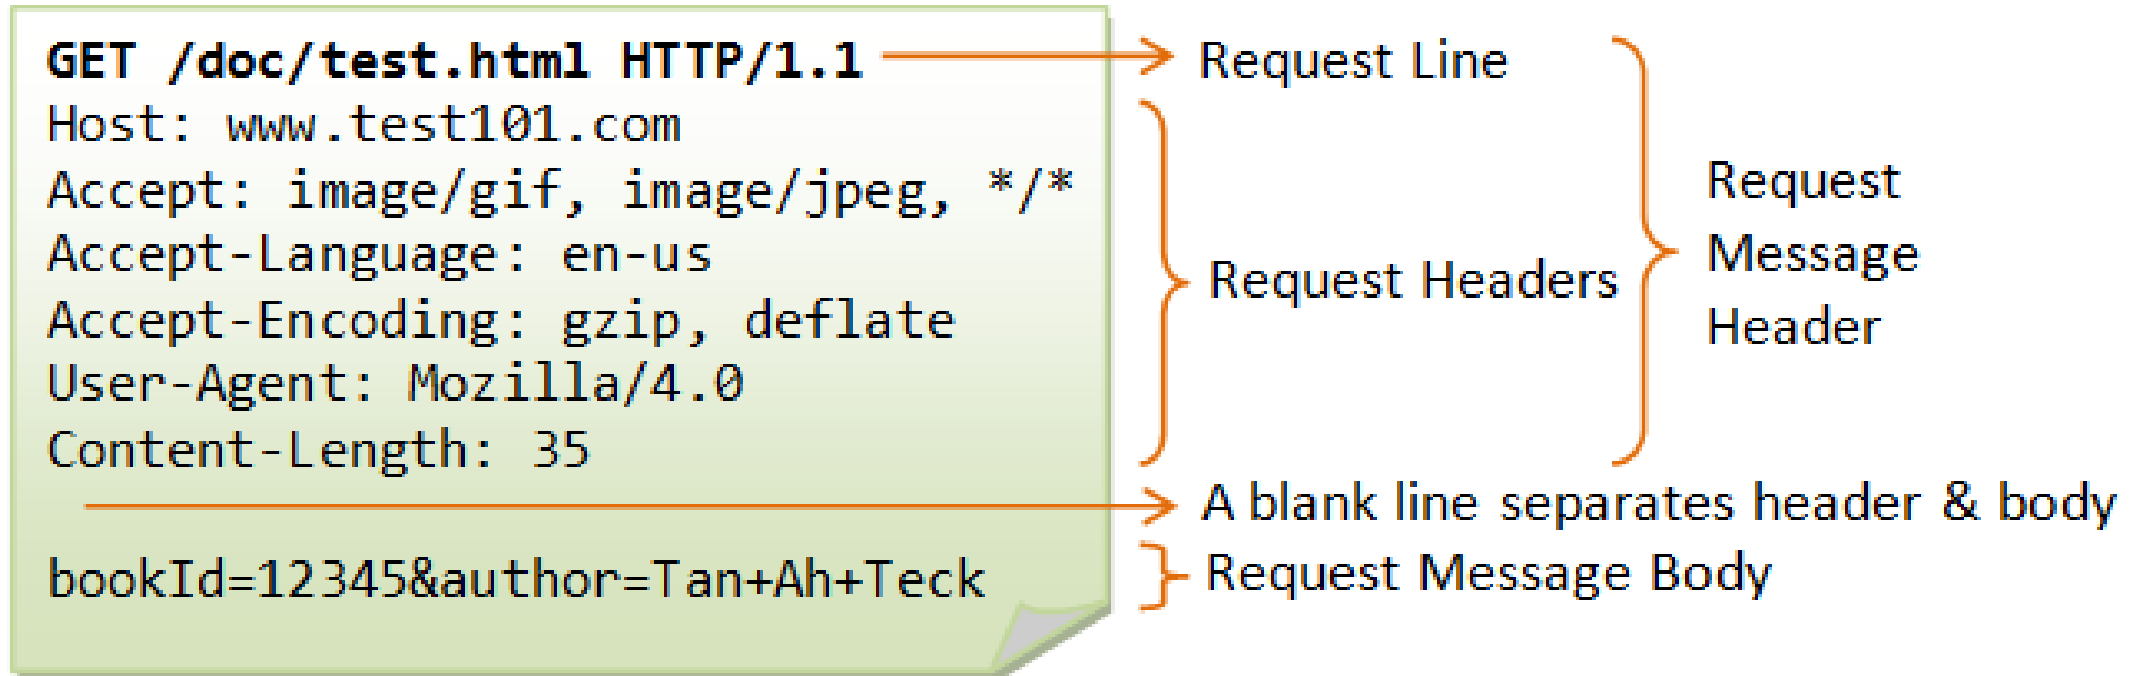 GET /doc/test.html HTTP/1.1
Request Line
Host: www.test101.com
Accept: image/gif, image/jpeg, */*
Accept-Language: en-us
Accept-Encoding: gzip, deflate
User-Agent: Mozilla/4.0
Content-Length: 35
Request Headers
Request
Message
Header
A blank line separates header & body
bookId=12345&author=Tan+Ah+Teck
Request Message Body